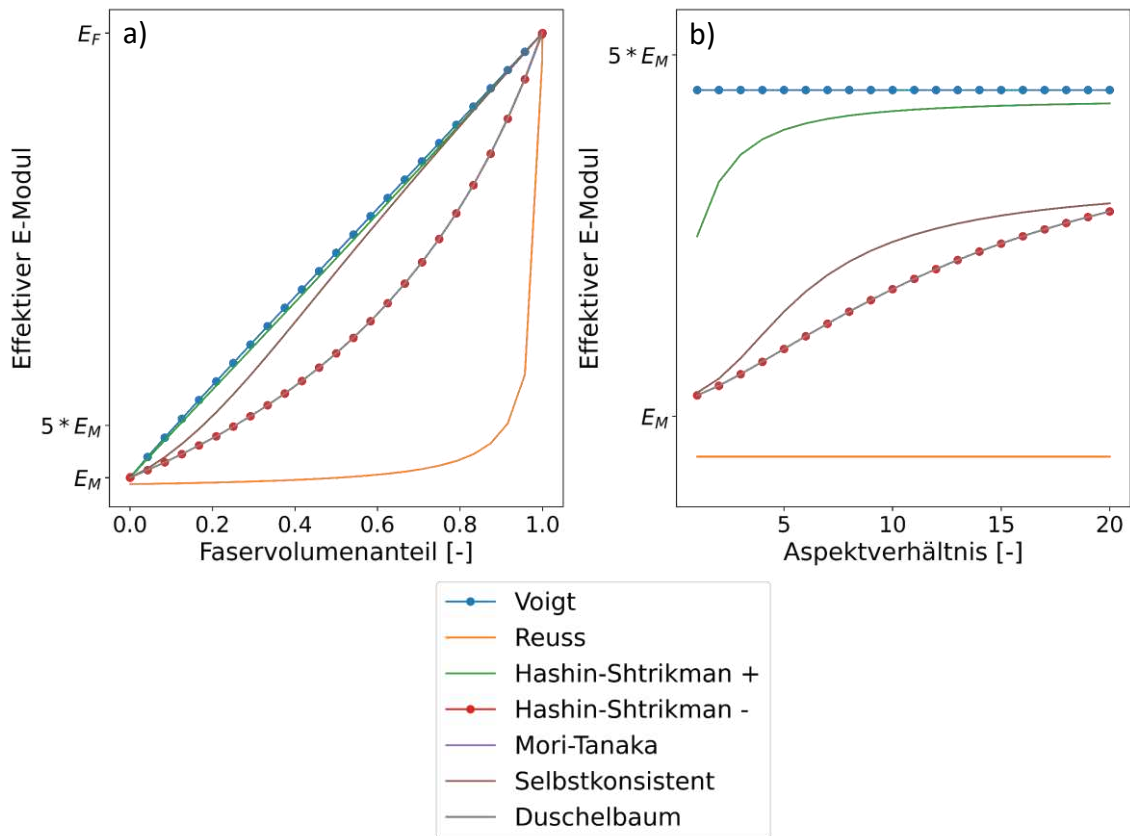 a)
E_F
5 * E_M
E_M
Effektiver E-Modul
0.0 0.2 0.4 0.6 0.8 1.0
Faservolumenanteil [-]
b)
5 * E_M
E_M
Effektiver E-Modul
5 10 15 20
Aspektverhältnis [-]
Voigt
Reuss
Hashin-Shtrikman +
Hashin-Shtrikman -
Mori-Tanaka
Selbstkonsistent
Duschelbaum